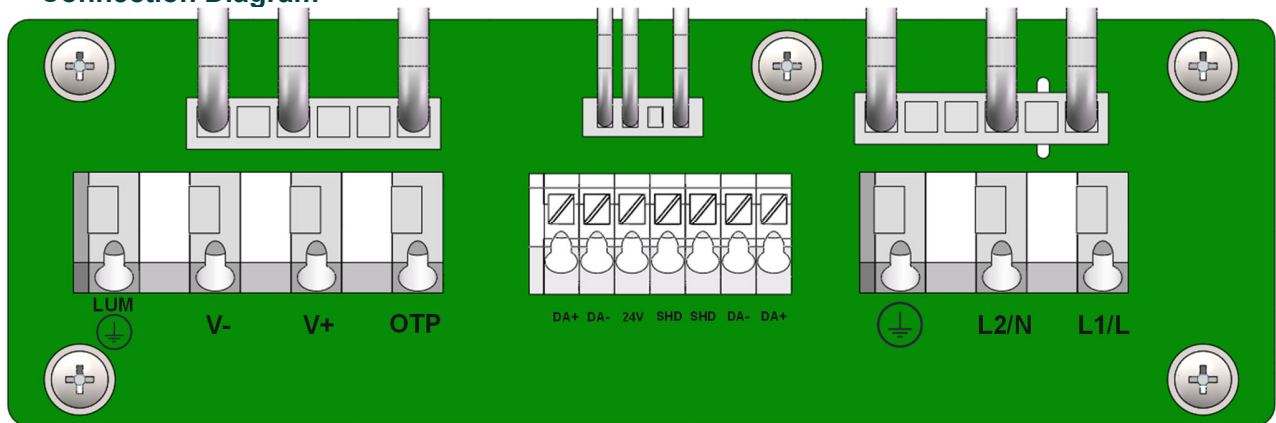 Connection Diagram
LUM
V-
V+
OTP
DA+ DA- 24V SHD SHD DA- DA+
L2/N
L1/L